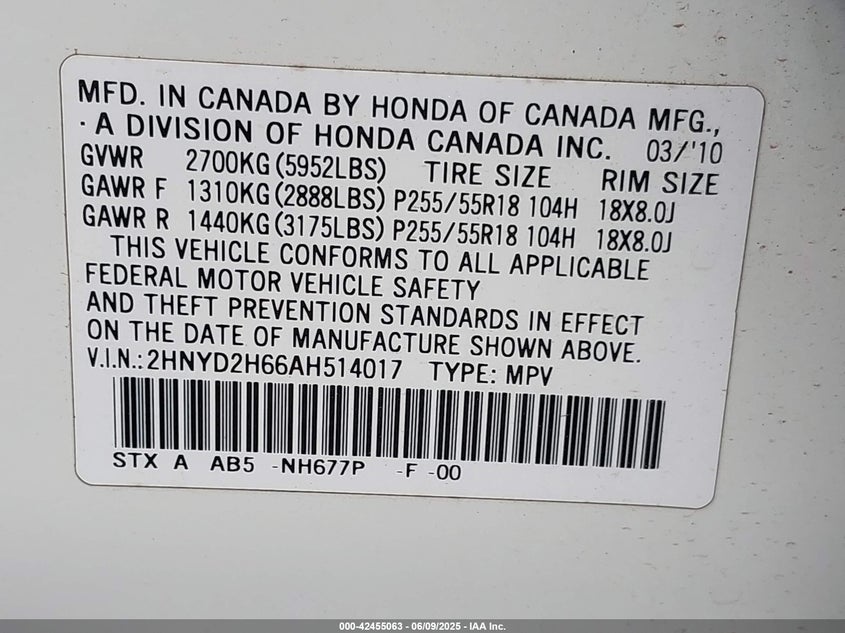 MFD. IN CANADA BY HONDA OF CANADA MFG.,
· A DIVISION OF HONDA CANADA INC. 03/'10
GVWR 2700KG (5952LBS) TIRE SIZE RIM SIZE
GAWR F 1310KG (2888LBS) P255/55R18 104H 18X8.0J
GAWR R 1440KG (3175LBS) P255/55R18 104H 18X8.0J
THIS VEHICLE CONFORMS TO ALL APPLICABLE
FEDERAL MOTOR VEHICLE SAFETY
AND THEFT PREVENTION STANDARDS IN EFFECT
ON THE DATE OF MANUFACTURE SHOWN ABOVE.
V.I.N.: 2HNYD2H66AH514017 TYPE: MPV
STX A AB5 -NH677P -F -00
000-42455063 - 06/09/2025 - IAA Inc.